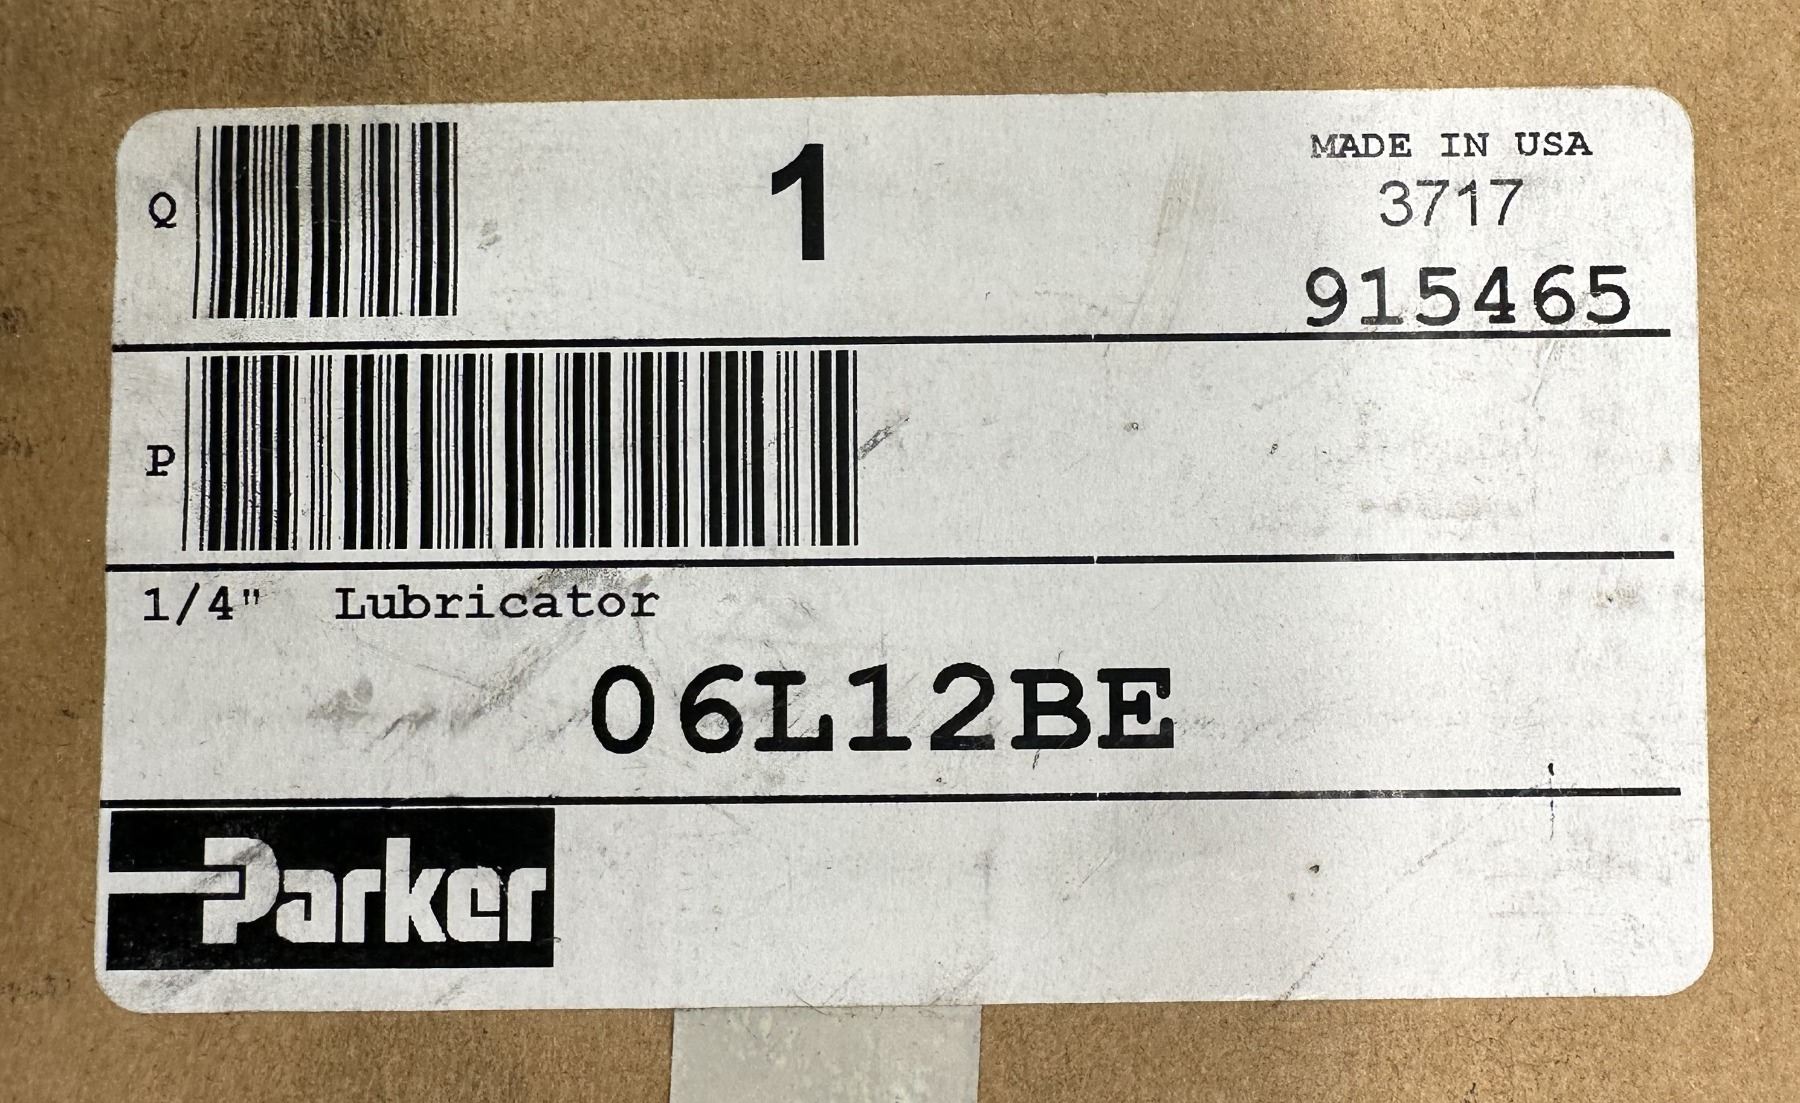 Q
1
MADE IN USA
3717
915465
P
1/4" Lubricator
06L12BE
Parker